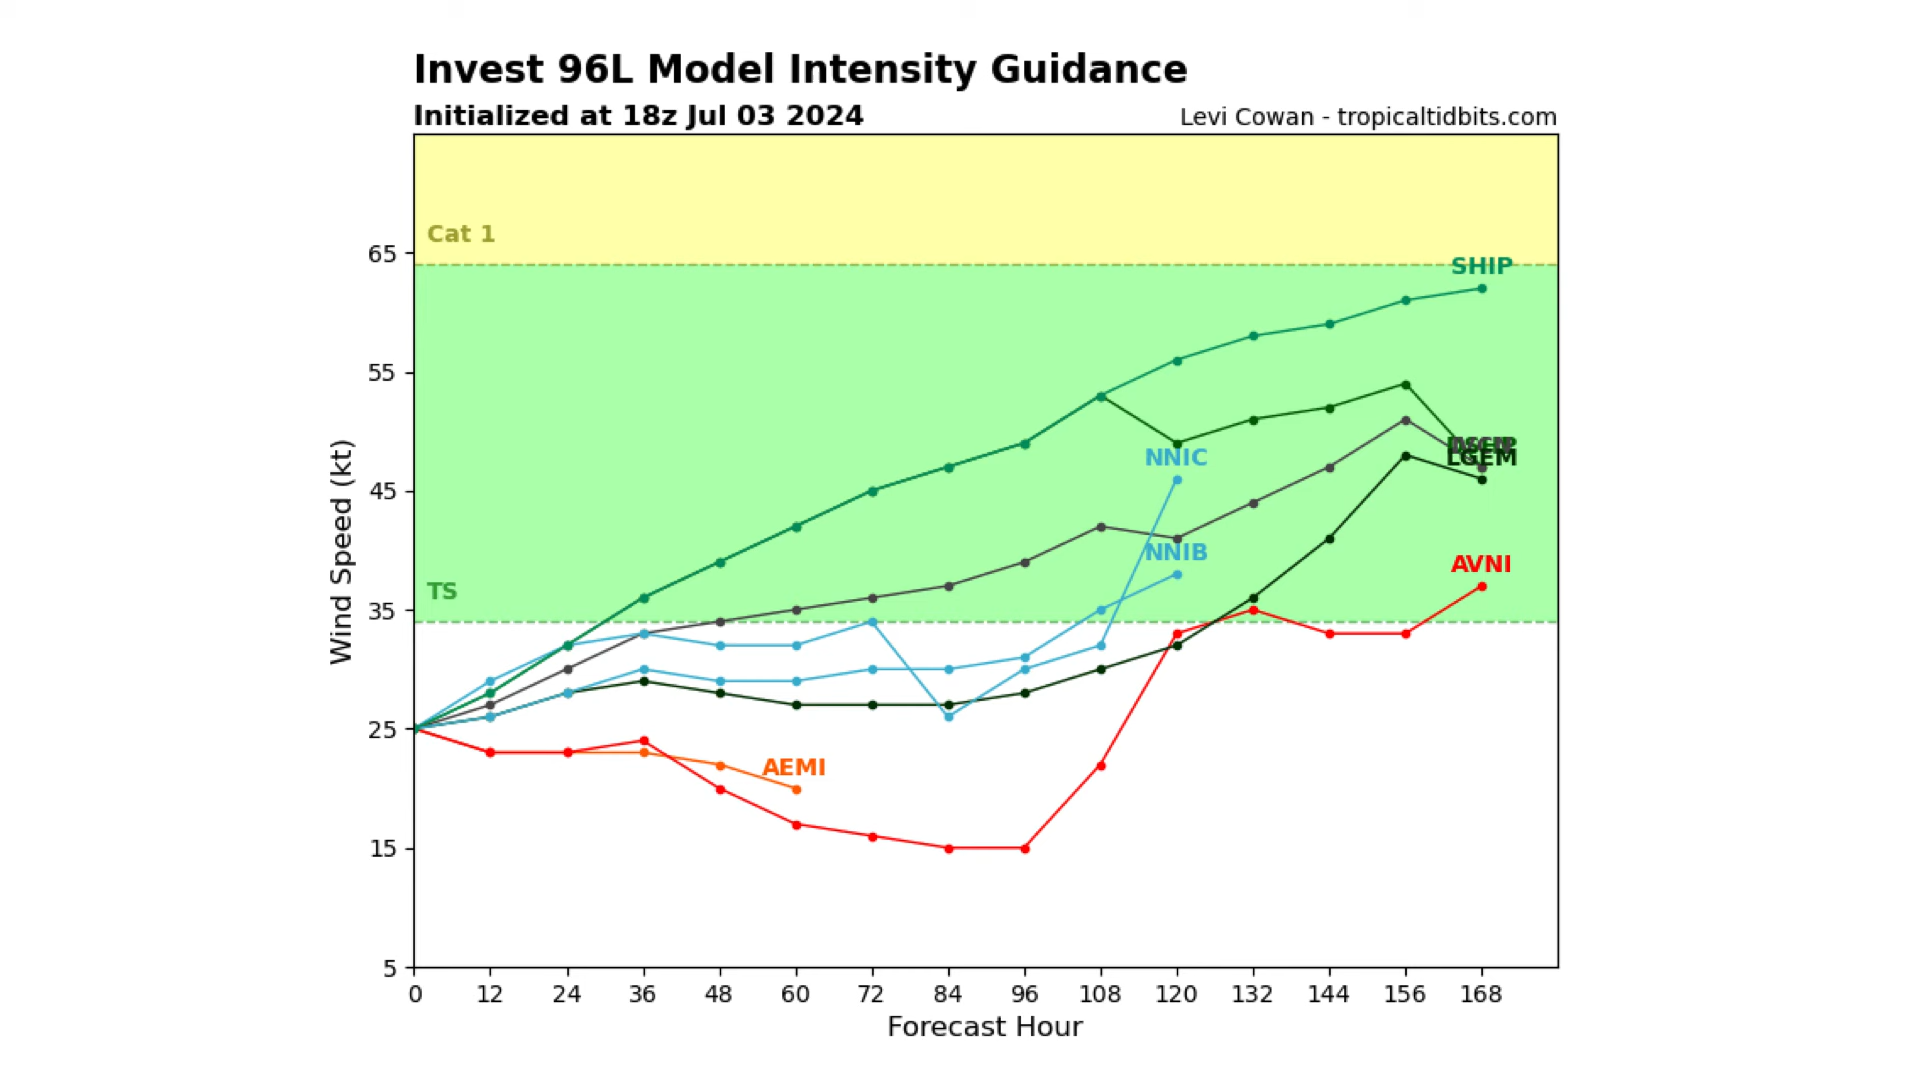 Invest 96L Model Intensity Guidance
Initialized at 18z Jul 03 2024
Levi Cowan - tropicaltidbits.com
Cat 1
TS
SHIP
LGEM
NNIC
NNIB
AVNI
AEMI
65
55
45
35
25
15
5
Wind Speed (kt)
0 12 24 36 48 60 72 84 96 108 120 132 144 156 168
Forecast Hour